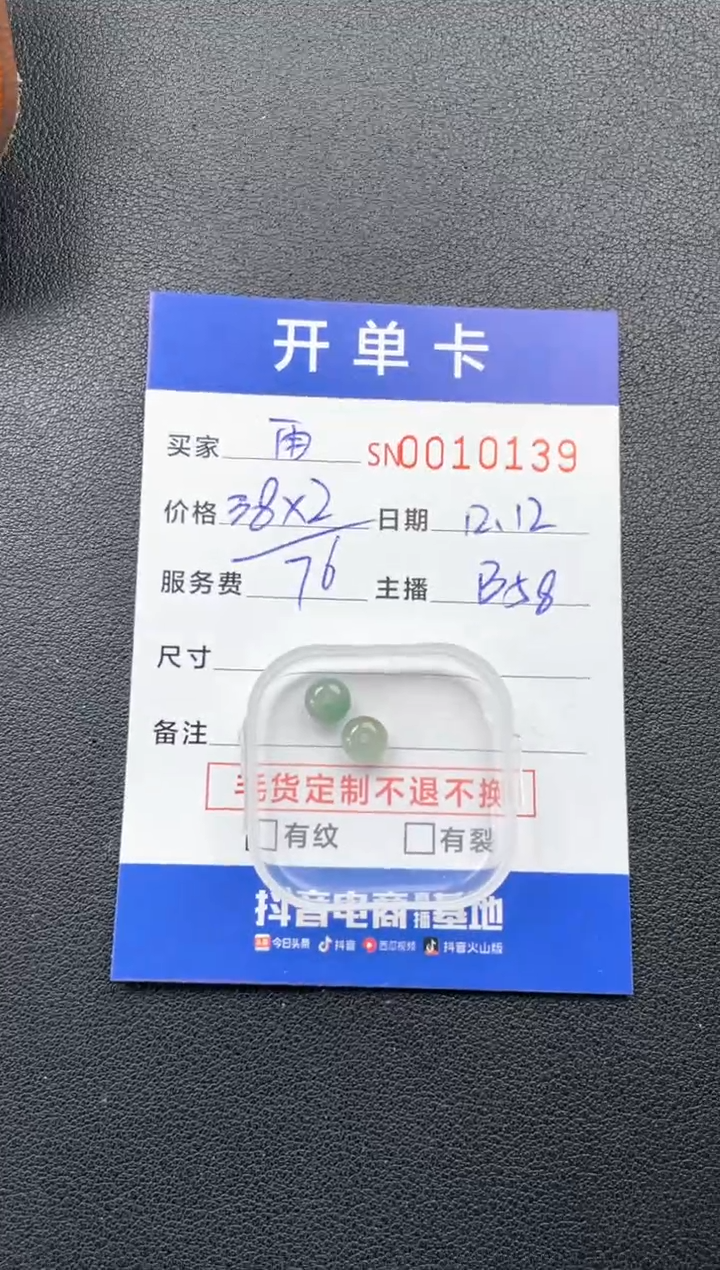 开单卡
买家 雨 SN0010139
价格 38×2 日期 12.12
服务费 76 主播 B58
尺寸
备注
毛货定制不退不换
有纹 有裂
抖音电商直播基地
今日头条 抖音 西瓜视频 抖音火山版